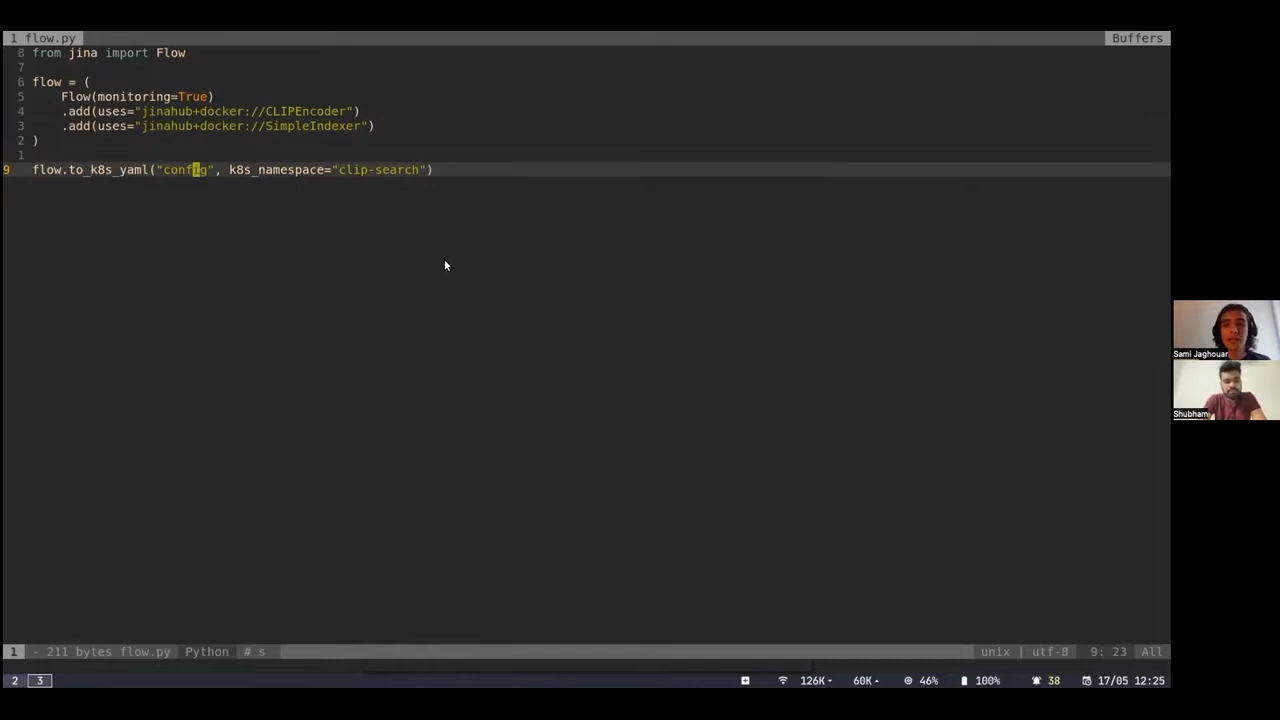 1 flow.py Buffers
8 from jina import Flow
7
6 flow = (
5 Flow(monitoring=True)
4 .add(uses="jinahub+docker://CLIPEncoder")
3 .add(uses="jinahub+docker://SimpleIndexer")
2 )
1
9 flow.to_k8s_yaml("config", k8s_namespace="clip-search")
Sami Jaghouar
Shubham
1 - 211 bytes flow.py Python # s unix | utf-8 9: 23 All
2 3 126K 60K 46% 100% 38 17/05 12:25